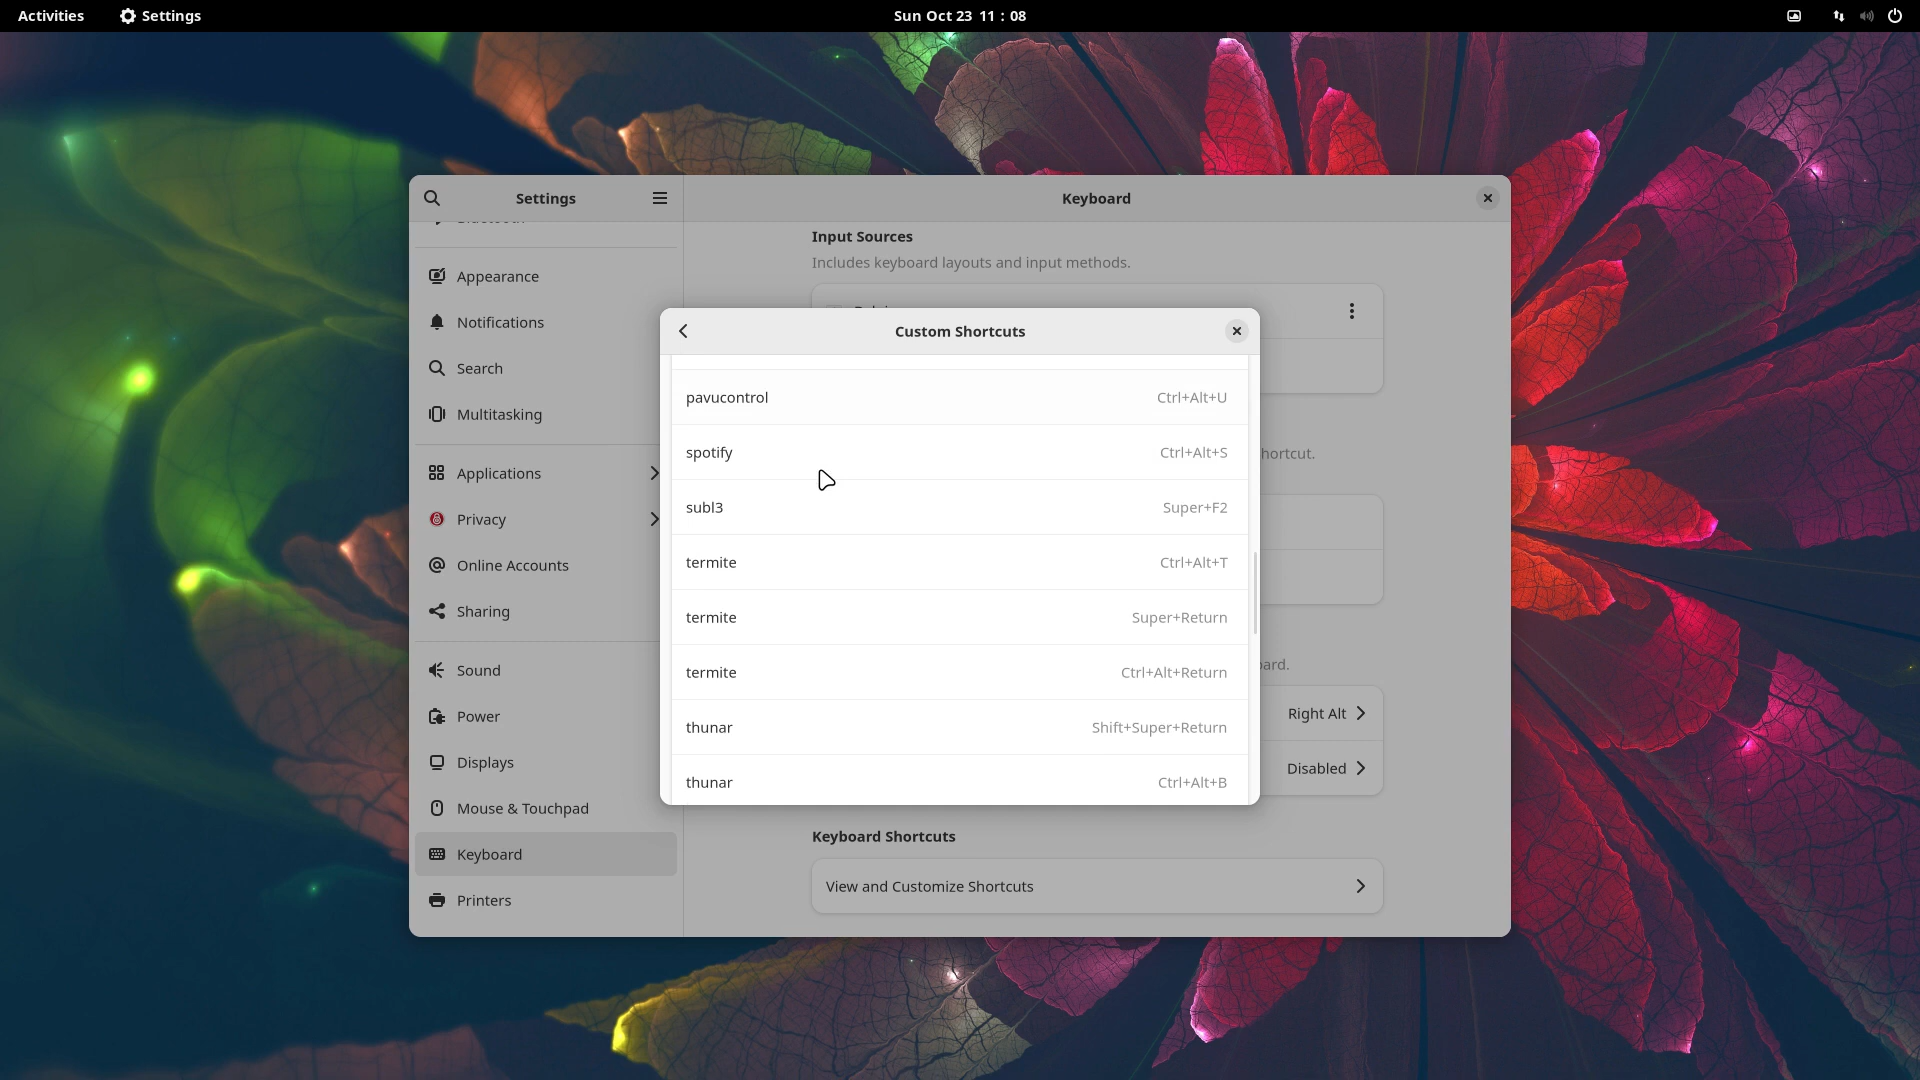 Activities
Settings
Sun Oct 23 11 : 08
Settings
Keyboard
Appearance
Notifications
Search
Multitasking
Applications
Privacy
Online Accounts
Sharing
Sound
Power
Displays
Mouse & Touchpad
Keyboard
Printers
Input Sources
Includes keyboard layouts and input methods.
hortcut.
ard.
Right Alt
Disabled
Keyboard Shortcuts
View and Customize Shortcuts
Custom Shortcuts
pavucontrol Ctrl+Alt+U
spotify Ctrl+Alt+S
subl3 Super+F2
termite Ctrl+Alt+T
termite Super+Return
termite Ctrl+Alt+Return
thunar Shift+Super+Return
thunar Ctrl+Alt+B